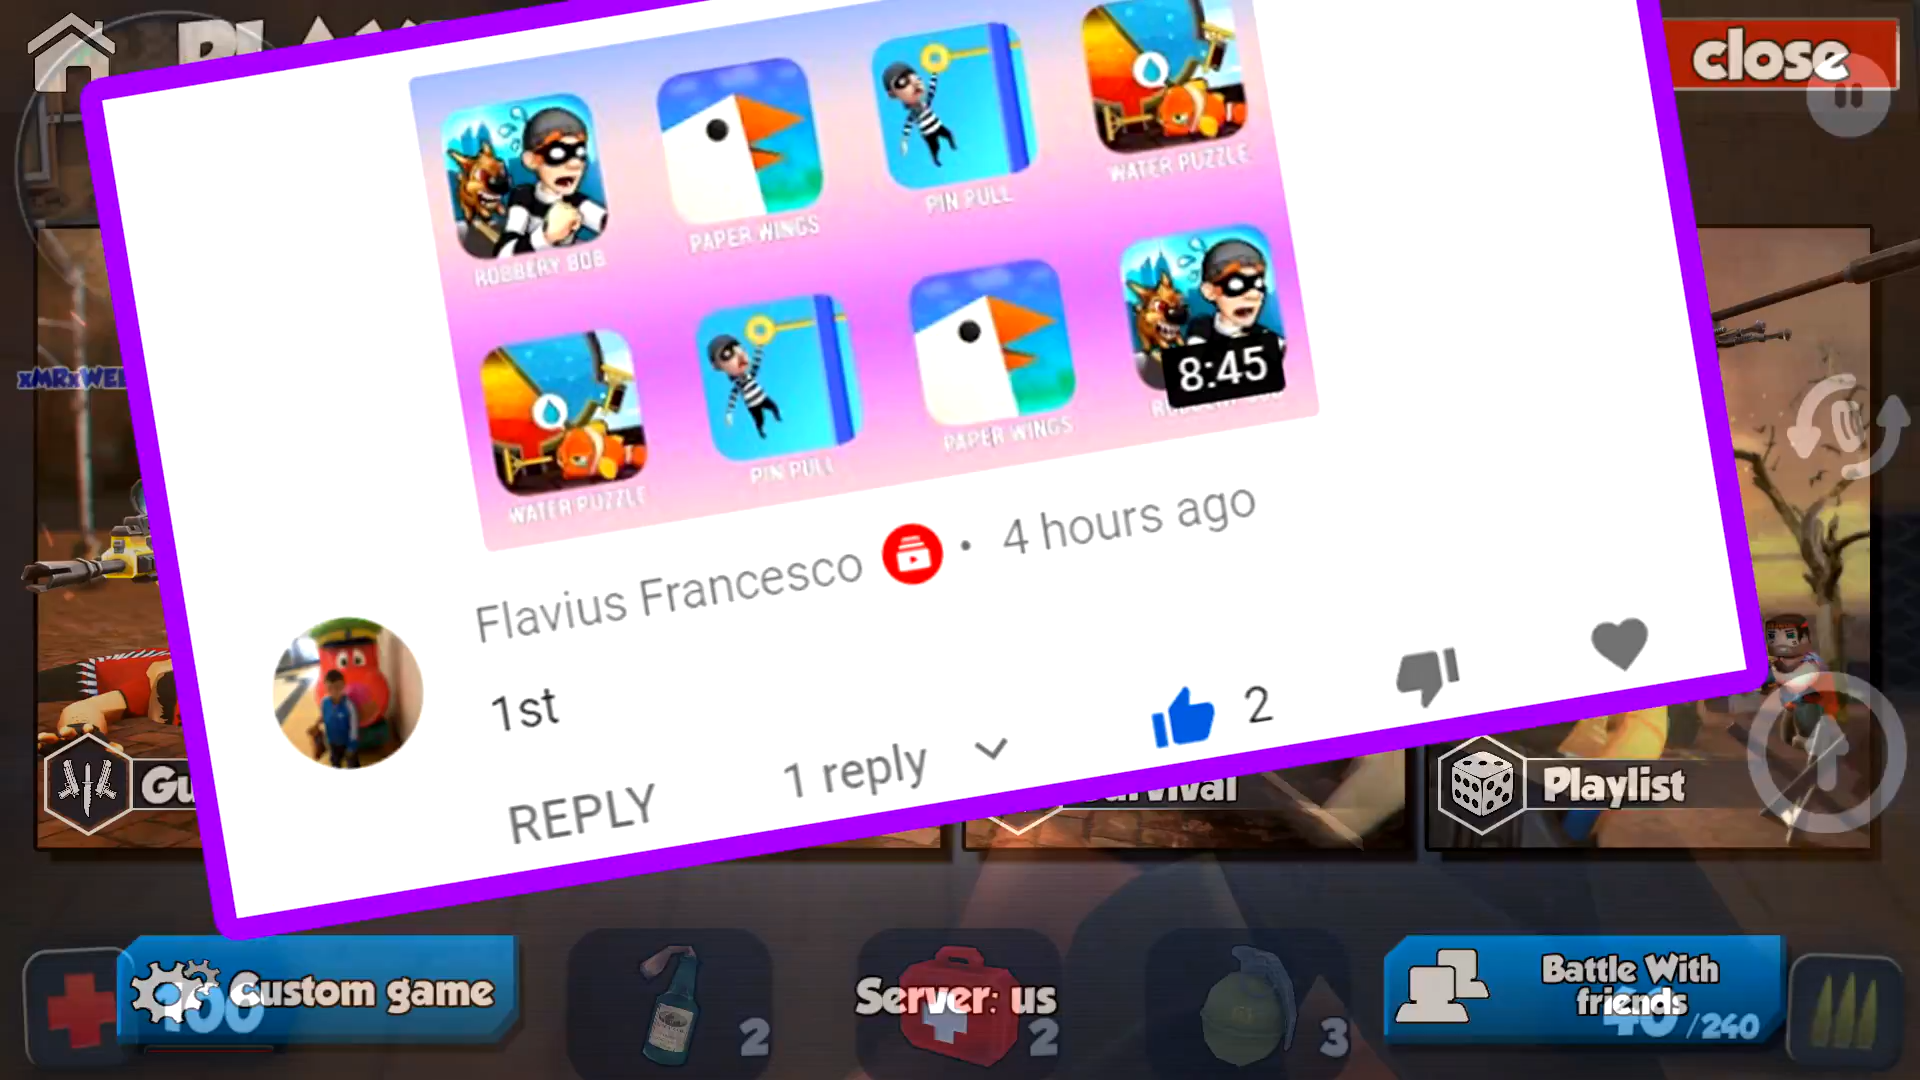 close
ROBBERY BOB
PAPER WINGS
PIN PULL
WATER PUZZLE
WATER PUZZLE
PIN PULL
PAPER WINGS
8:45
Flavius Francesco • 4 hours ago
1st
REPLY
1 reply
2
Playlist
100
Custom game
2
Server: us
2
3
Battle With
friends
40/240